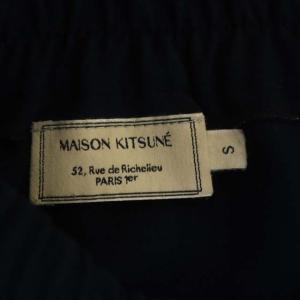 MAISON KITSUNÉ
52, Rue de Richelieu
PARIS 1er
S